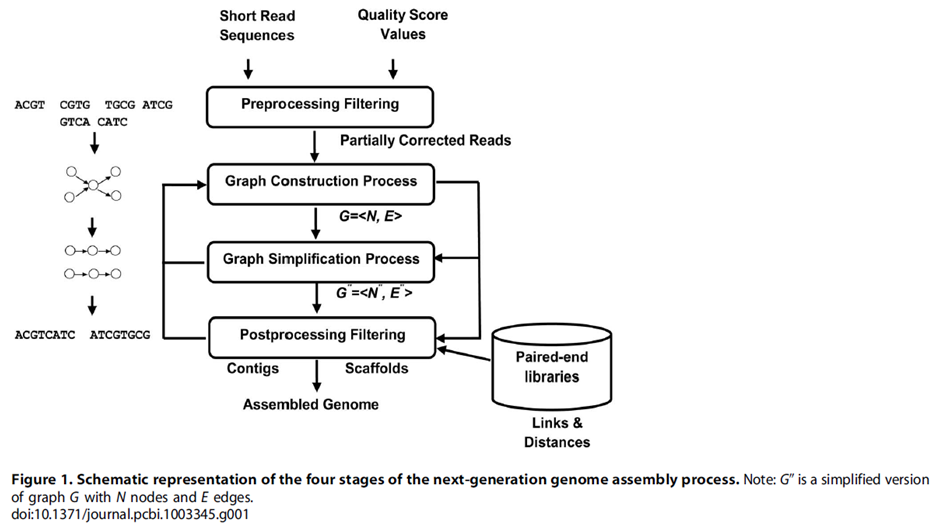 Short Read
Sequences
Quality Score
Values
Preprocessing Filtering
Partially Corrected Reads
ACGT CGTG TGCG ATCG
GTCA CATC
Graph Construction Process
G=<N, E>
Graph Simplification Process
G¨=<N¨, E¨>
Postprocessing Filtering
ACGTCATC ATCGTGCG
Contigs Scaffolds
Assembled Genome
Paired-end
libraries
Links &
Distances
Figure 1. Schematic representation of the four stages of the next-generation genome assembly process. Note: G″ is a simplified version
of graph G with N nodes and E edges.
doi:10.1371/journal.pcbi.1003345.g001